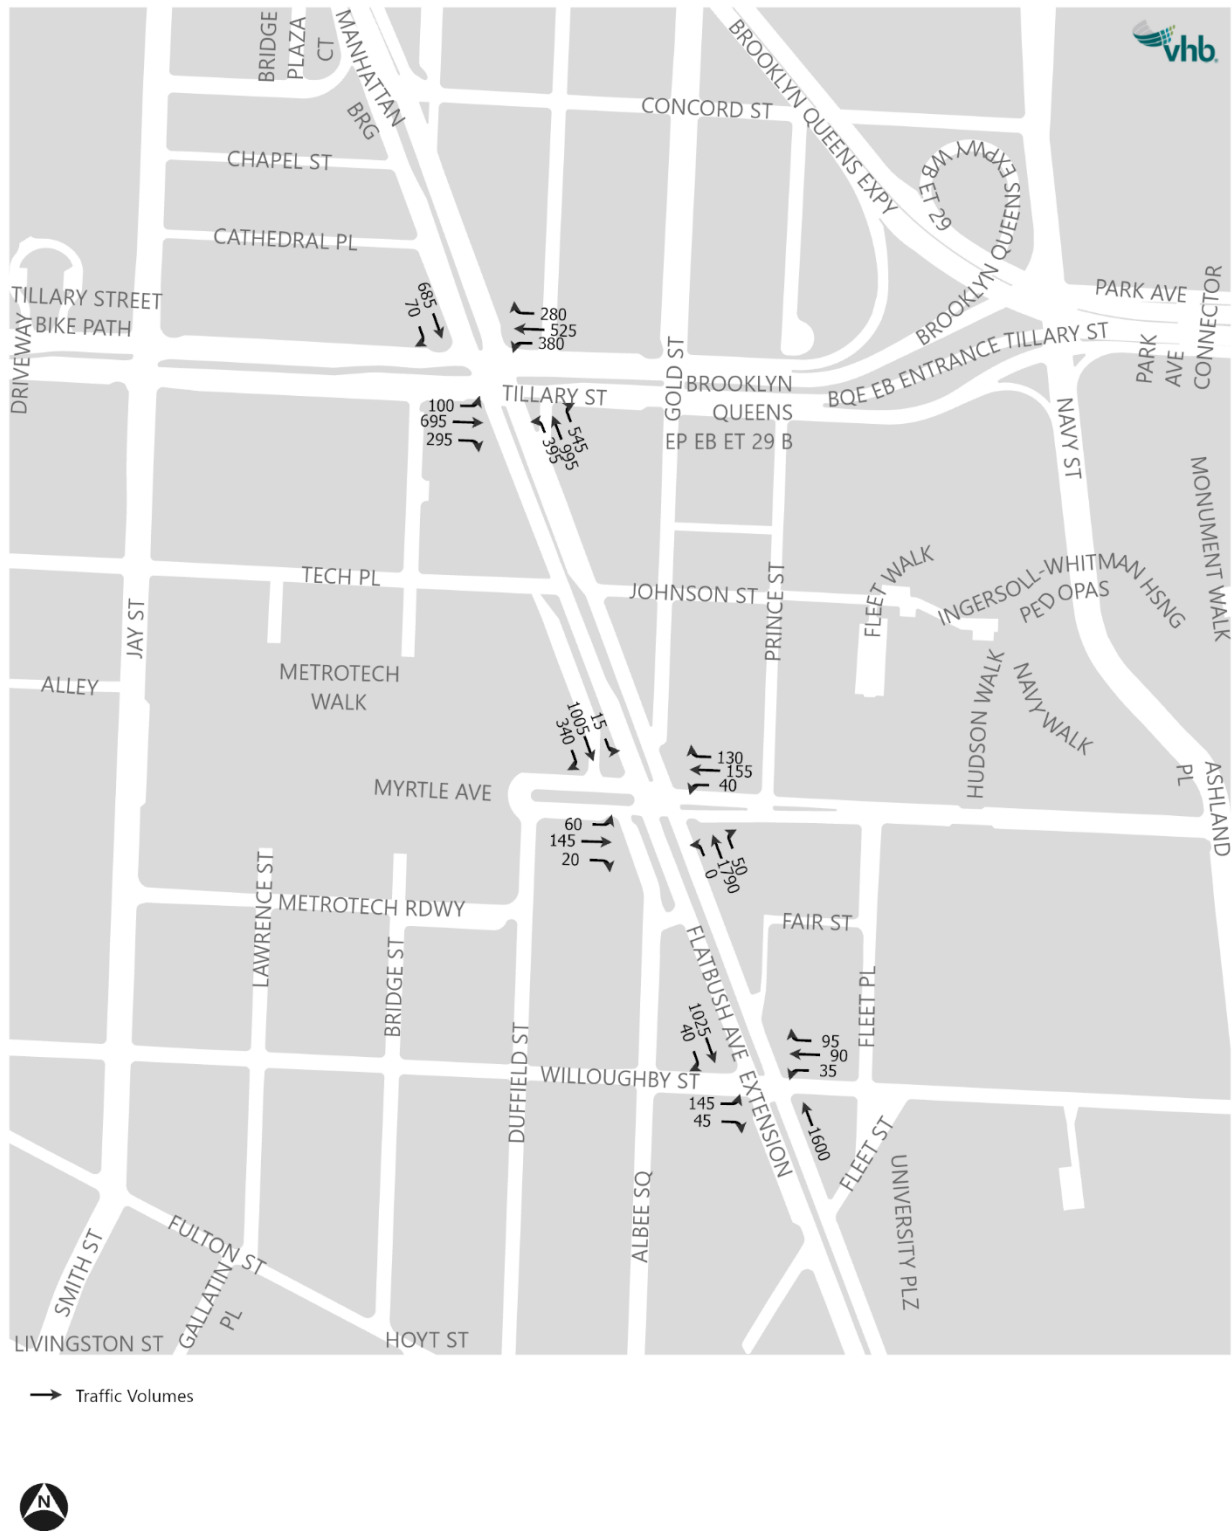 BRIDGE
PLAZA
CT
MANHATTAN
BRG
BROOKLYN QUEENS EXPY
vhb.
CONCORD ST
CHAPEL ST
BROOKLYN QUEENS
EXPWY WB
ET 29
CATHEDRAL PL
TILLARY STREET
BIKE PATH
DRIVEWAY
685
70
280
525
380
GOLD ST
PARK AVE
PARK
AVE
CONNECTOR
BQE EB ENTRANCE TILLARY ST
TILLARY ST
BROOKLYN
QUEENS
EP EB ET 29 B
100
695
295
395
995
545
NAVY ST
MONUMENT WALK
TECH PL
JOHNSON ST
PRINCE ST
FLEET WALK
INGERSOLL-WHITMAN HSNG
PED OPAS
JAY ST
ALLEY
METROTECH
WALK
HUDSON WALK
NAVY WALK
ASHLAND
PL
340
1005
15
130
155
40
MYRTLE AVE
60
145
20
0
1790
50
METROTECH RDWY
LAWRENCE ST
BRIDGE ST
FLATBUSH AVE EXTENSION
FAIR ST
FLEET PL
40
1025
95
90
35
DUFFIELD ST
WILLOUGHBY ST
145
45
1600
FLEET ST
UNIVERSITY PLZ
ALBEE SQ
SMITH ST
FULTON ST
GALLATIN
PL
LIVINGSTON ST
HOYT ST
Traffic Volumes
N